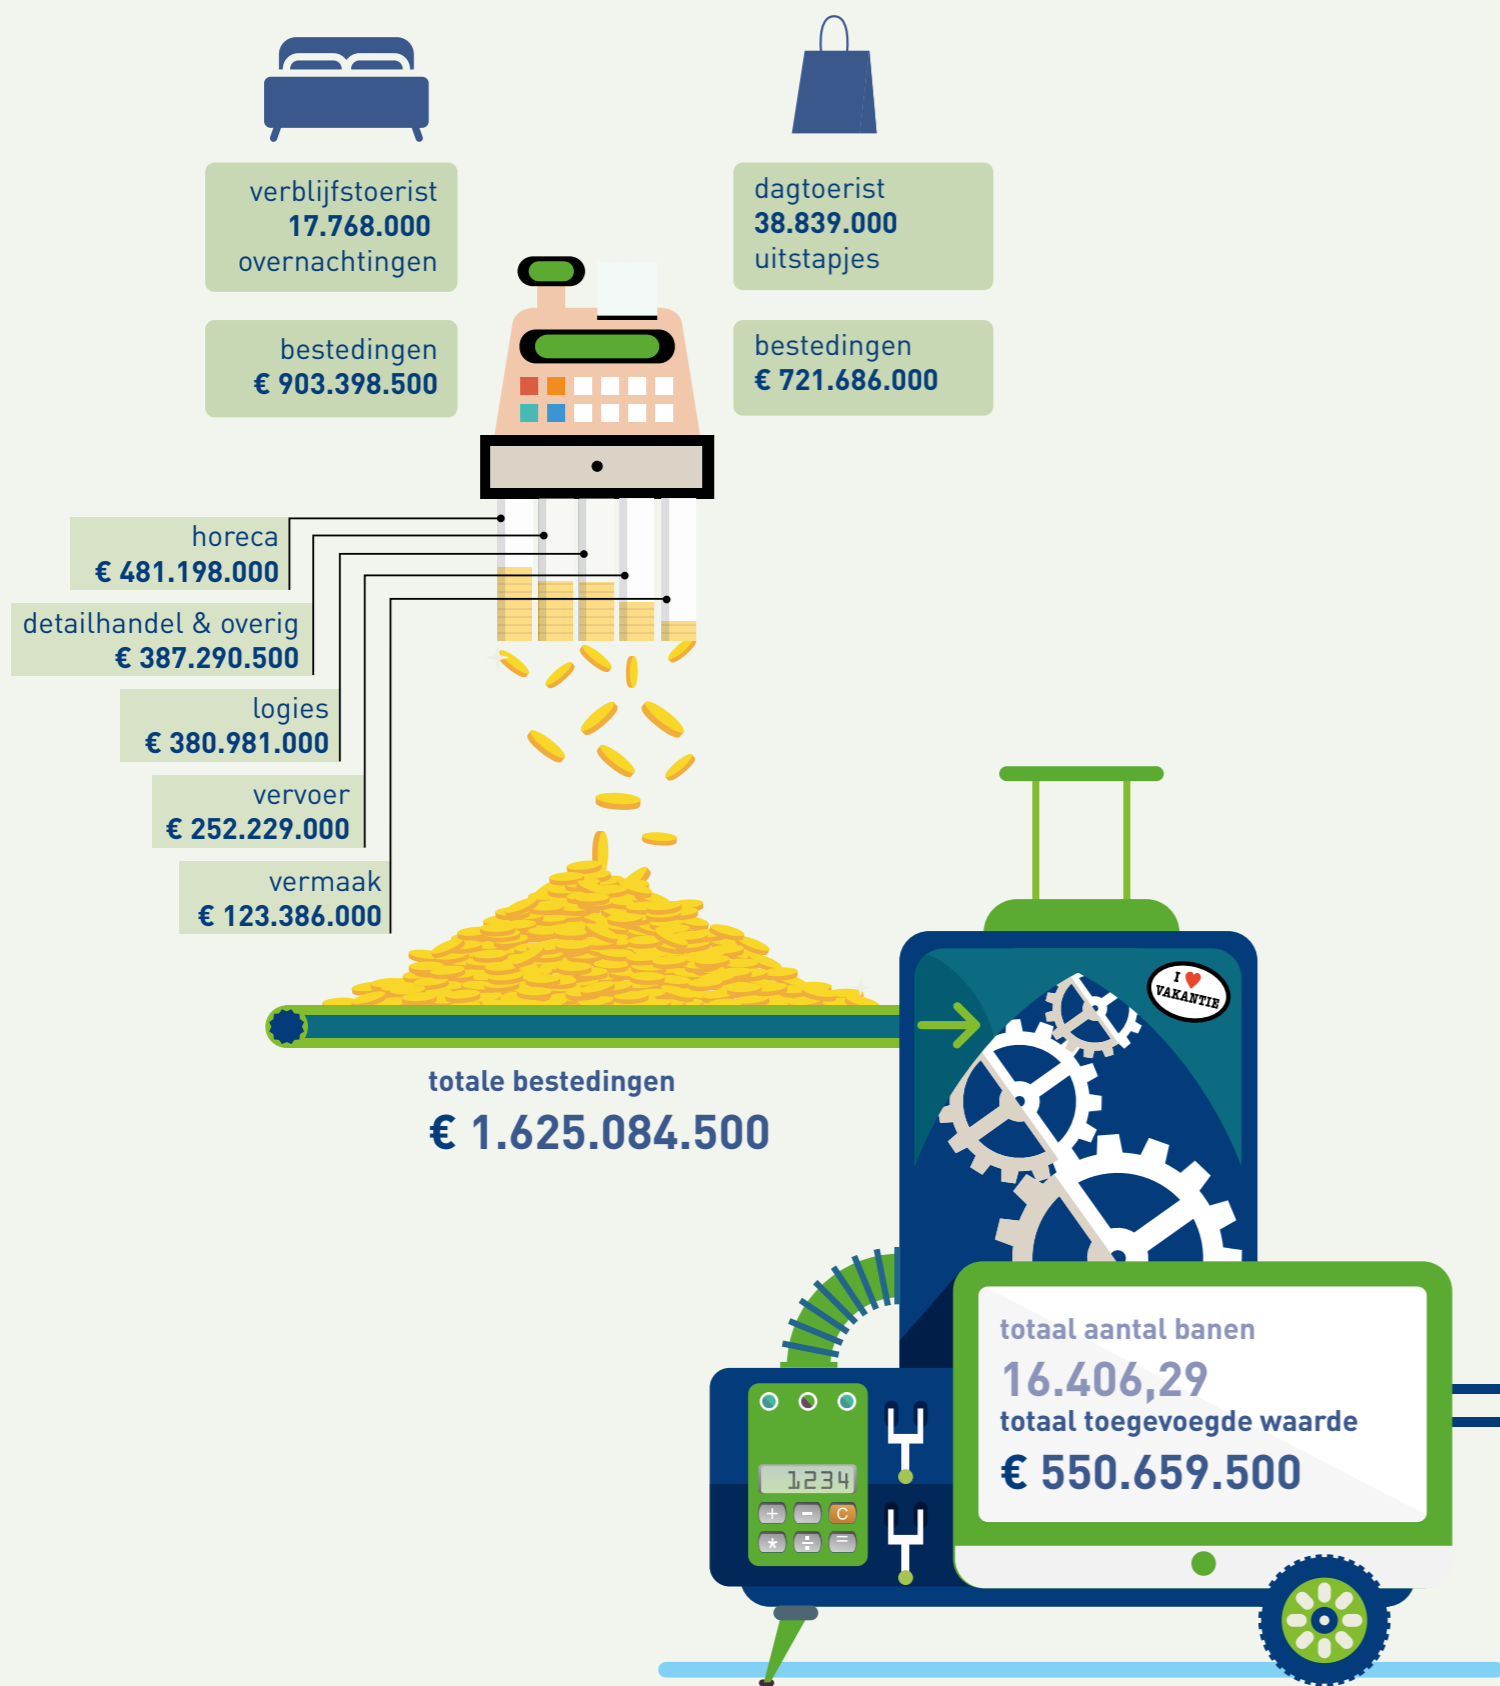 verblijfstoerist
17.768.000
overnachtingen
dagtoerist
38.839.000
uitstapjes
bestedingen
€ 903.398.500
bestedingen
€ 721.686.000
horeca
€ 481.198.000
detailhandel & overig
€ 387.290.500
logies
€ 380.981.000
vervoer
€ 252.229.000
vermaak
€ 123.386.000
I ♥
VAKANTIE
totale bestedingen
€ 1.625.084.500
totaal aantal banen
16.406,29
totaal toegevoegde waarde
€ 550.659.500
1234
+ − C
* ÷ =